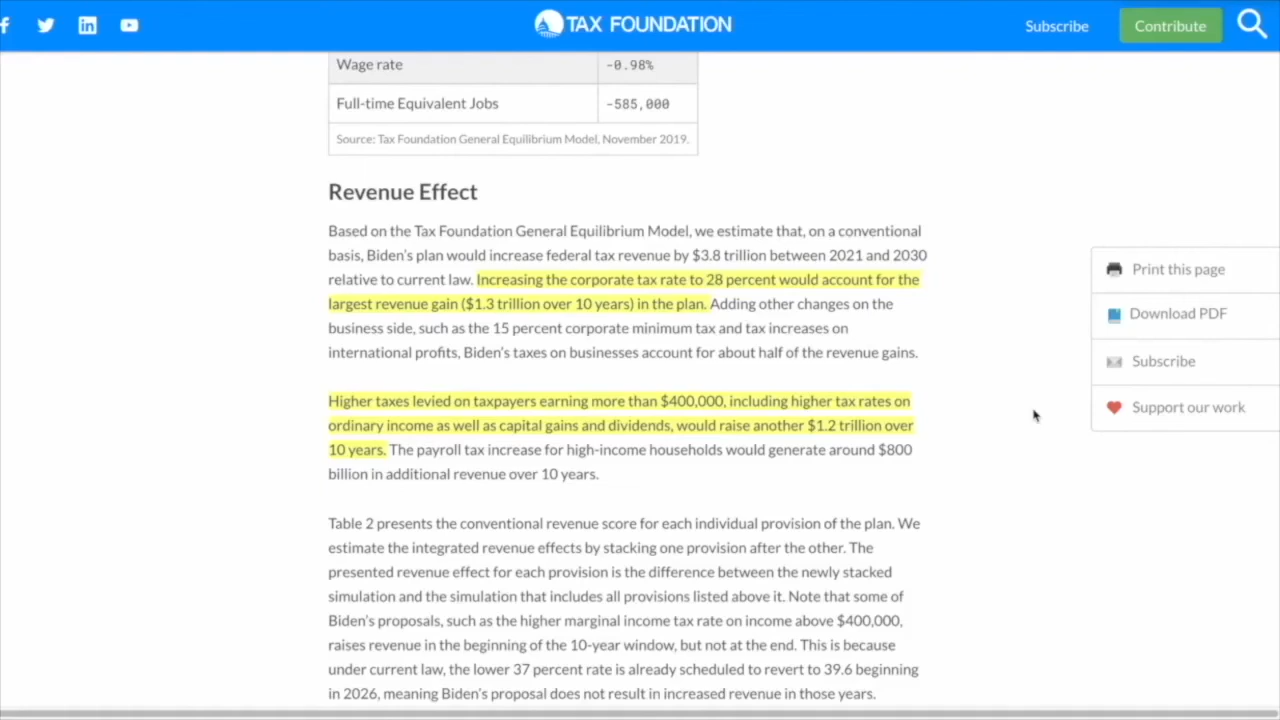 TAX FOUNDATION
Subscribe
Contribute
Wage rate
-0.98%
Full-time Equivalent Jobs
-585,000
Source: Tax Foundation General Equilibrium Model, November 2019.
Revenue Effect
Based on the Tax Foundation General Equilibrium Model, we estimate that, on a conventional
basis, Biden's plan would increase federal tax revenue by $3.8 trillion between 2021 and 2030
relative to current law. Increasing the corporate tax rate to 28 percent would account for the
largest revenue gain ($1.3 trillion over 10 years) in the plan. Adding other changes on the
business side, such as the 15 percent corporate minimum tax and tax increases on
international profits, Biden's taxes on businesses account for about half of the revenue gains.
Higher taxes levied on taxpayers earning more than $400,000, including higher tax rates on
ordinary income as well as capital gains and dividends, would raise another $1.2 trillion over
10 years. The payroll tax increase for high-income households would generate around $800
billion in additional revenue over 10 years.
Table 2 presents the conventional revenue score for each individual provision of the plan. We
estimate the integrated revenue effects by stacking one provision after the other. The
presented revenue effect for each provision is the difference between the newly stacked
simulation and the simulation that includes all provisions listed above it. Note that some of
Biden's proposals, such as the higher marginal income tax rate on income above $400,000,
raises revenue in the beginning of the 10-year window, but not at the end. This is because
under current law, the lower 37 percent rate is already scheduled to revert to 39.6 beginning
in 2026, meaning Biden's proposal does not result in increased revenue in those years.
Print this page
Download PDF
Subscribe
Support our work